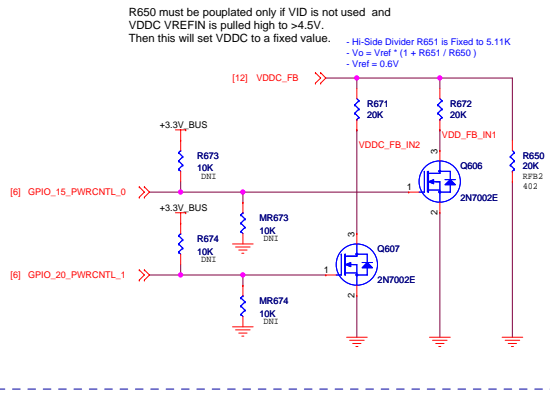 R650 must be pouplated only if VID is not used  and
VDDC VREFIN is pulled high to >4.5V.
Then this will set VDDC to a fixed value.
- Hi-Side Divider R651 is Fixed to 5.11K
- Vo = Vref * (1 + R651 / R650 )
- Vref = 0.6V
[12] VDDC_FB
R671
20K
R672
20K
+3.3V_BUS
VDDC_FB_IN2
VDD_FB_IN1
R673
10K
DNI
3
Q606
R650
20K
RFB2
402
[6] GPIO_15_PWRCNTL_0
1
2N7002E
+3.3V_BUS
2
MR673
10K
DNI
R674
10K
DNI
3
Q607
[6] GPIO_20_PWRCNTL_1
1
2N7002E
2
MR674
10K
DNI